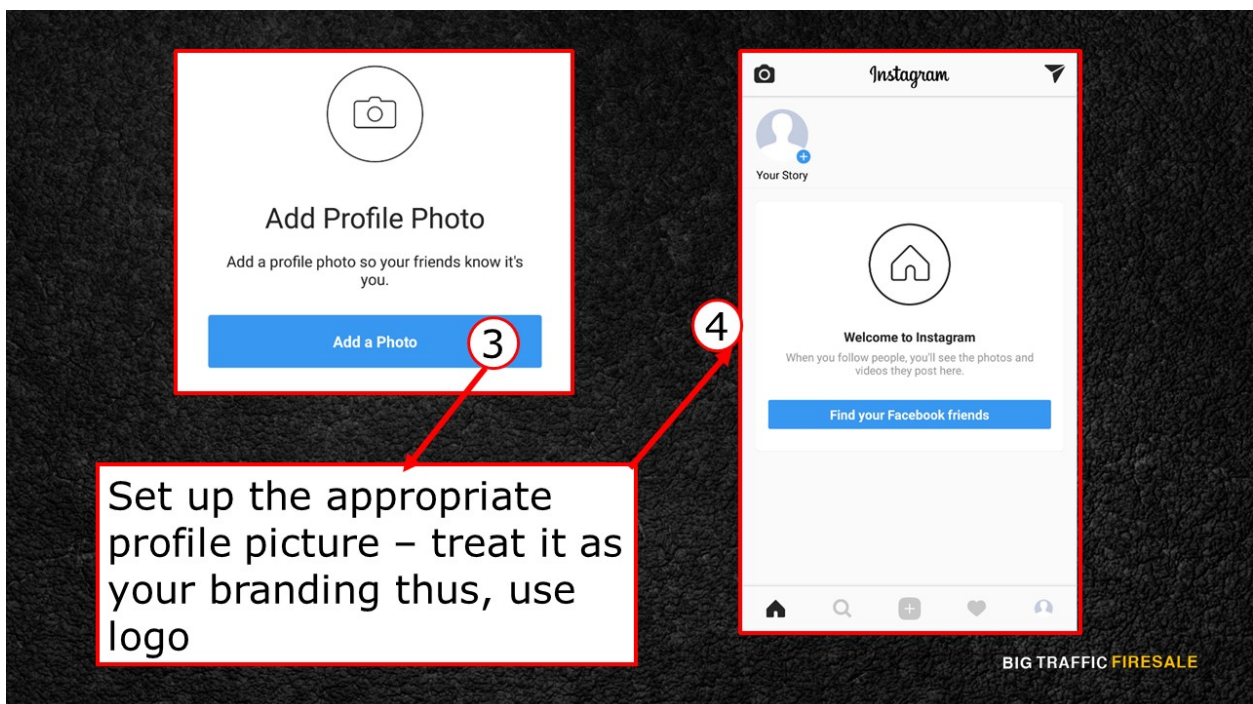 Add Profile Photo
Add a profile photo so your friends know it's
you.
Add a Photo
3
Set up the appropriate
profile picture – treat it as
your branding thus, use
logo
4
Instagram
Your Story
Welcome to Instagram
When you follow people, you'll see the photos and
videos they post here.
Find your Facebook friends
BIG TRAFFIC FIRESALE